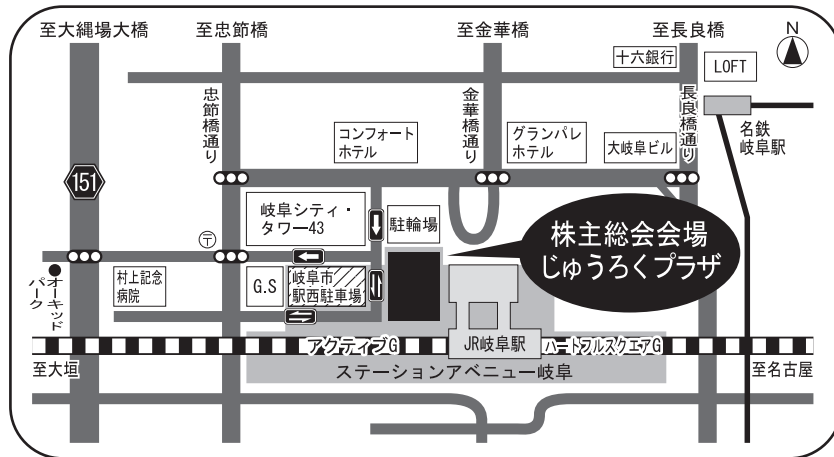 至大縄場大橋
至忠節橋
至金華橋
至長良橋
N
十六銀行
LOFT
忠節橋通り
金華橋通り
長良橋通り
名鉄
岐阜駅
コンフォート
ホテル
グランパレ
ホテル
大岐阜ビル
151
岐阜シティ・
タワー43
駐輪場
株主総会会場
じゅうろくプラザ
〒
オーキッド
パーク
村上記念
病院
G.S
岐阜市
駅西駐車場
アクティブG
JR岐阜駅
ハートフルスクエアG
至大垣
ステーションアベニュー岐阜
至名古屋